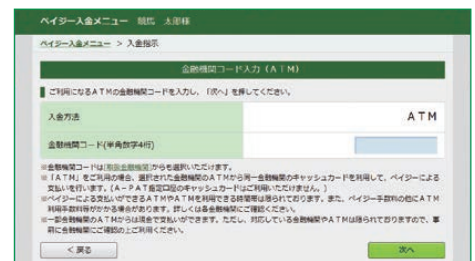 ペイジー入金メニュー 競馬 太郎様
ペイジー入金メニュー > 入金指示
金融機関コード入力（ATM）
ご利用になるATMの金融機関コードを入力し、「次へ」を押してください。
入金方法 ATM
金融機関コード(半角数字4桁)
※金融機関コードは[取扱金融機関]からも選択いただけます。
※「ATM」をご利用の場合、選択された金融機関のATMから同一金融機関のキャッシュカードを利用して、ペイジーによる
支払いを行います。（A－PAT指定口座のキャッシュカードはご利用いただけません。）
※ペイジーによる支払いができるATMやATMを利用できる時間帯は限られております。また、ペイジー手数料の他にATM
利用手数料等がかかる場合があります。詳しくは各金融機関にご確認ください。
※一部金融機関のATMからは現金で支払いができます。ただし、対応している金融機関やATMは限られておりますので、事
前に金融機関にご確認の上ご利用ください。
< 戻る 次へ